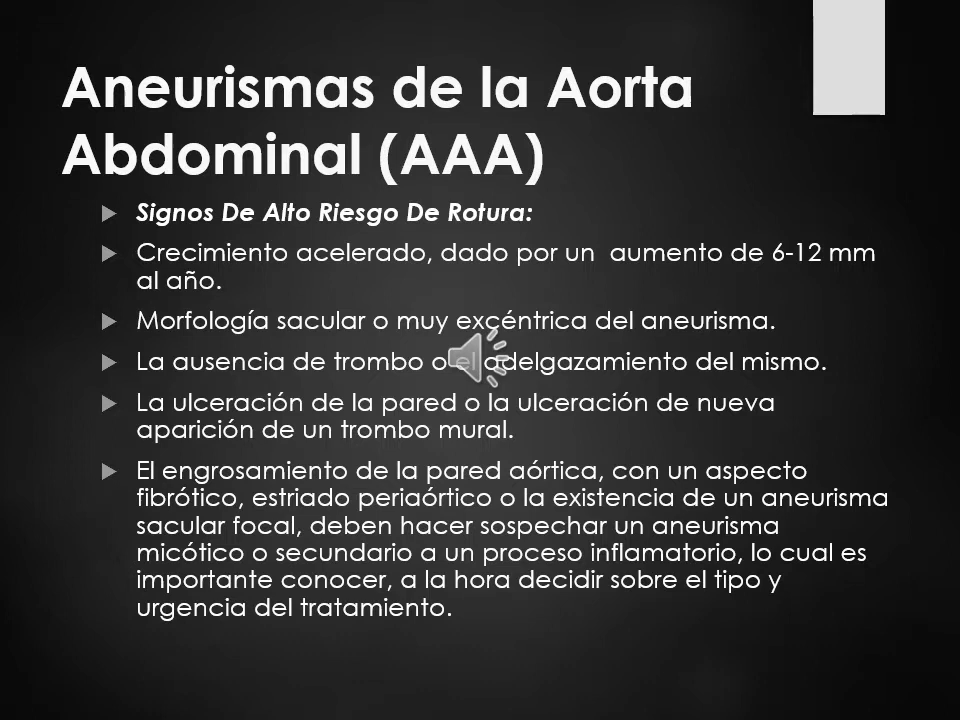 Aneurismas de la Aorta
Abdominal (AAA)
Signos De Alto Riesgo De Rotura:
Crecimiento acelerado, dado por un  aumento de 6-12 mm
al año.
Morfología sacular o muy excéntrica del aneurisma.
La ausencia de trombo o el adelgazamiento del mismo.
La ulceración de la pared o la ulceración de nueva
aparición de un trombo mural.
El engrosamiento de la pared aórtica, con un aspecto
fibrótico, estriado periaórtico o la existencia de un aneurisma
sacular focal, deben hacer sospechar un aneurisma
micótico o secundario a un proceso inflamatorio, lo cual es
importante conocer, a la hora decidir sobre el tipo y
urgencia del tratamiento.